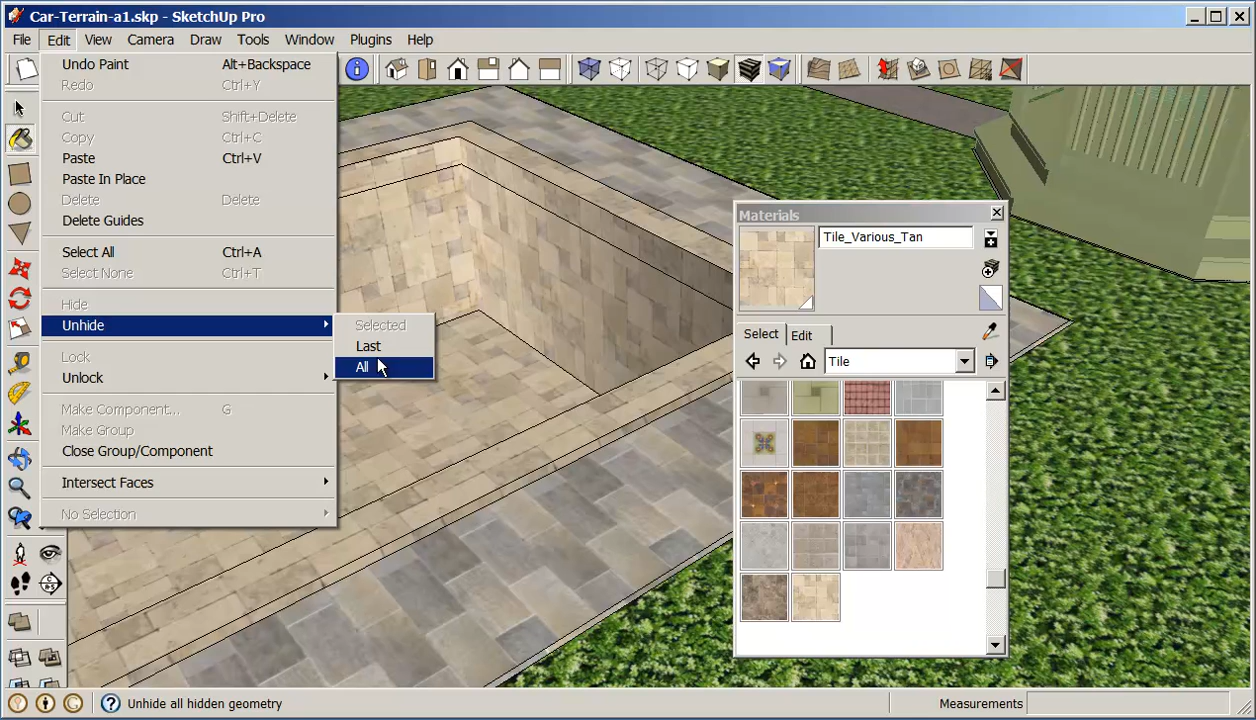 Car-Terrain-a1.skp - SketchUp Pro
File Edit View Camera Draw Tools Window Plugins Help
Undo Paint Alt+Backspace
Redo Ctrl+Y
Cut Shift+Delete
Copy Ctrl+C
Paste Ctrl+V
Paste In Place
Delete Delete
Delete Guides
Select All Ctrl+A
Select None Ctrl+T
Hide
Unhide
Selected
Last
All
Lock
Unlock
Make Component... G
Make Group
Close Group/Component
Intersect Faces
No Selection
Materials
Tile_Various_Tan
Select Edit
Tile
Unhide all hidden geometry
Measurements